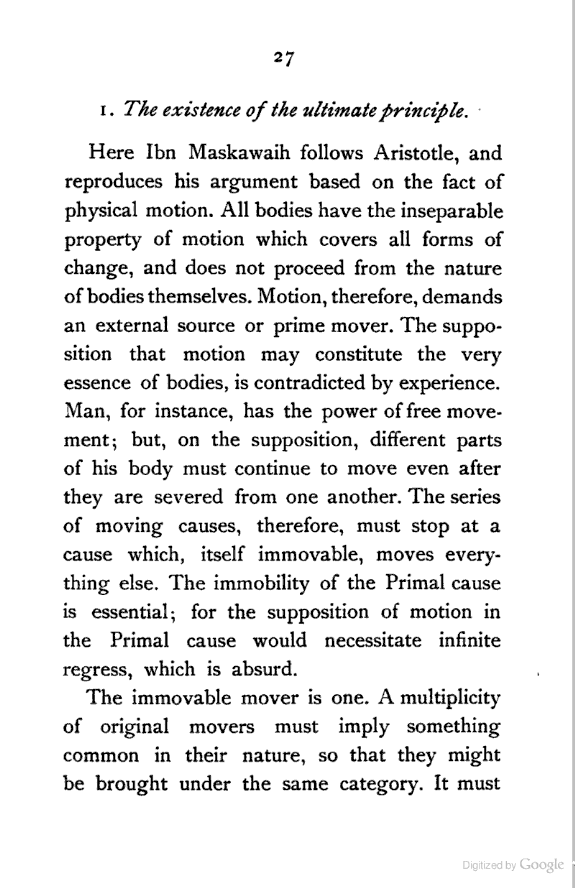 27
1. The existence of the ultimate principle.
Here Ibn Maskawaih follows Aristotle, and
reproduces his argument based on the fact of
physical motion. All bodies have the inseparable
property of motion which covers all forms of
change, and does not proceed from the nature
of bodies themselves. Motion, therefore, demands
an external source or prime mover. The suppo-
sition that motion may constitute the very
essence of bodies, is contradicted by experience.
Man, for instance, has the power of free move-
ment; but, on the supposition, different parts
of his body must continue to move even after
they are severed from one another. The series
of moving causes, therefore, must stop at a
cause which, itself immovable, moves every-
thing else. The immobility of the Primal cause
is essential; for the supposition of motion in
the Primal cause would necessitate infinite
regress, which is absurd.
The immovable mover is one. A multiplicity
of original movers must imply something
common in their nature, so that they might
be brought under the same category. It must
Digitized by Google